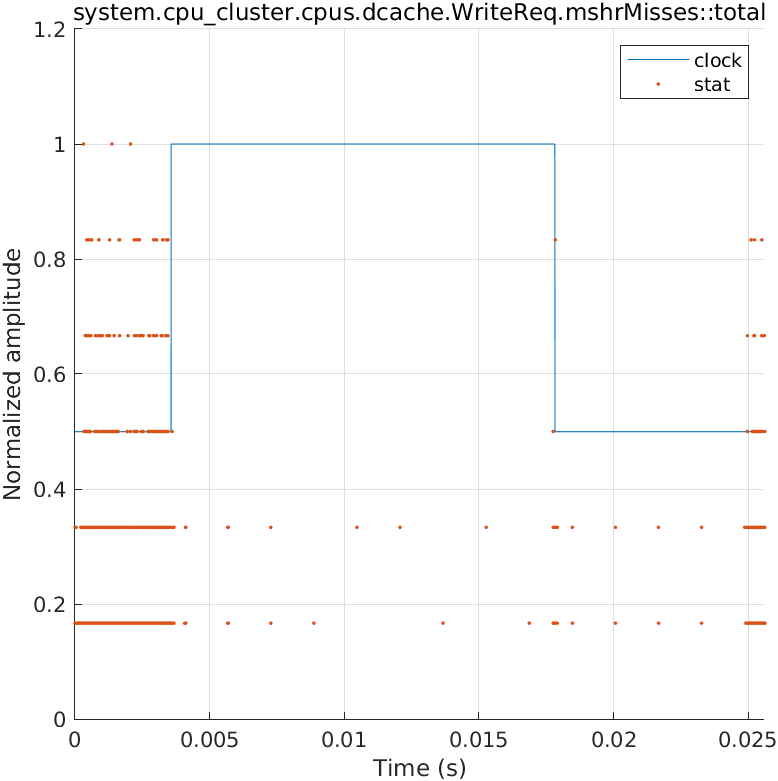 system.cpu_cluster.cpus.dcache.WriteReq.mshrMisses::total
1.2
clock
stat
1
0.8
0.6
0.4
0.2
0
Normalized amplitude
0
0.005
0.01
0.015
0.02
0.025
Time (s)